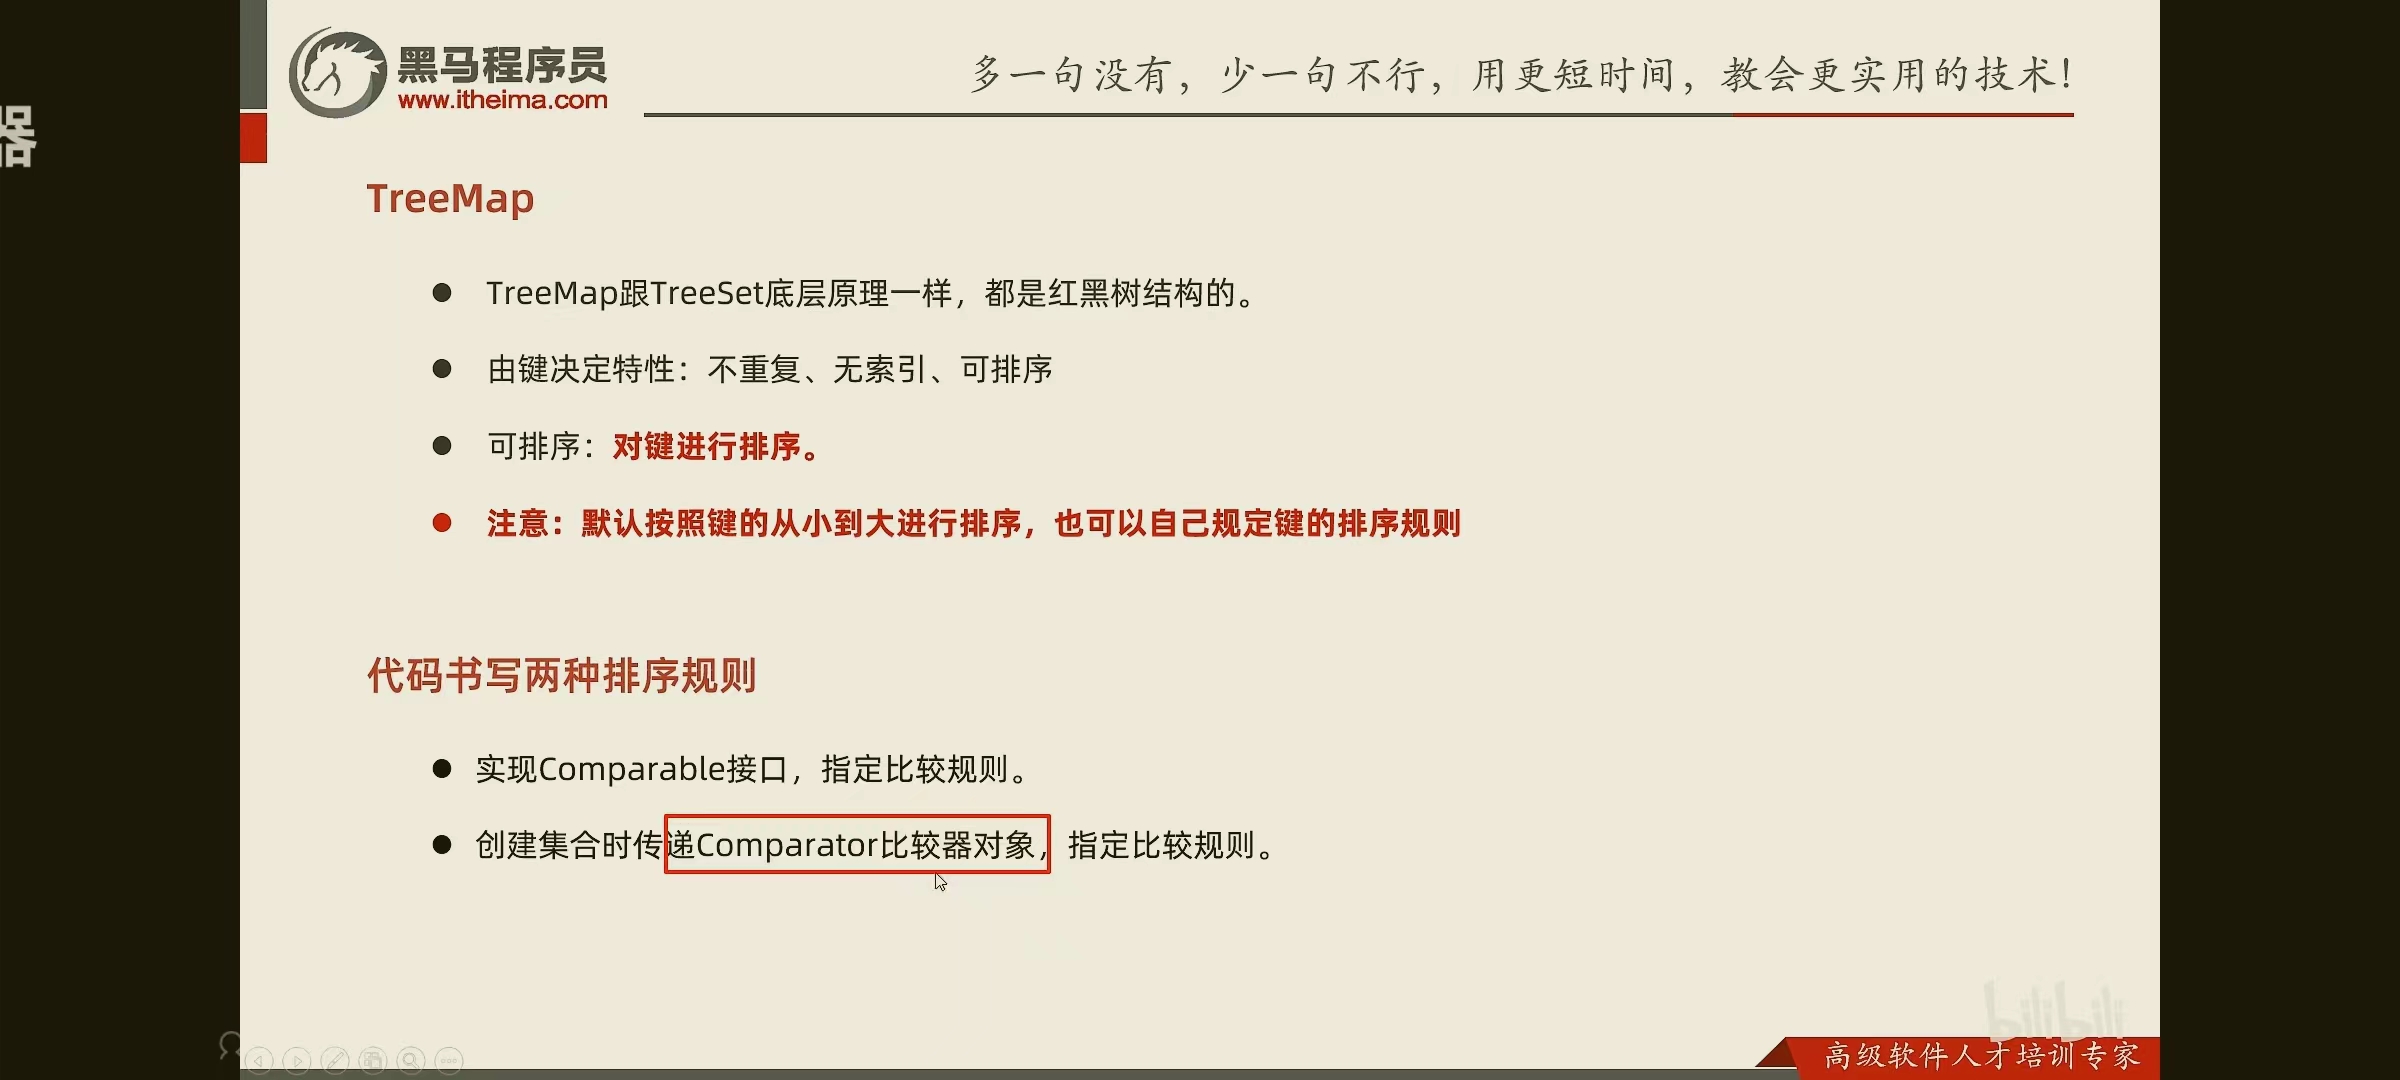 器
黑马程序员
www.itheima.com
多一句没有，少一句不行，用更短时间，教会更实用的技术！
TreeMap
TreeMap跟TreeSet底层原理一样，都是红黑树结构的。
由键决定特性：不重复、无索引、可排序
可排序：对键进行排序。
注意：默认按照键的从小到大进行排序，也可以自己规定键的排序规则
代码书写两种排序规则
实现Comparable接口，指定比较规则。
创建集合时传递Comparator比较器对象，指定比较规则。
bilibili
高级软件人才培训专家